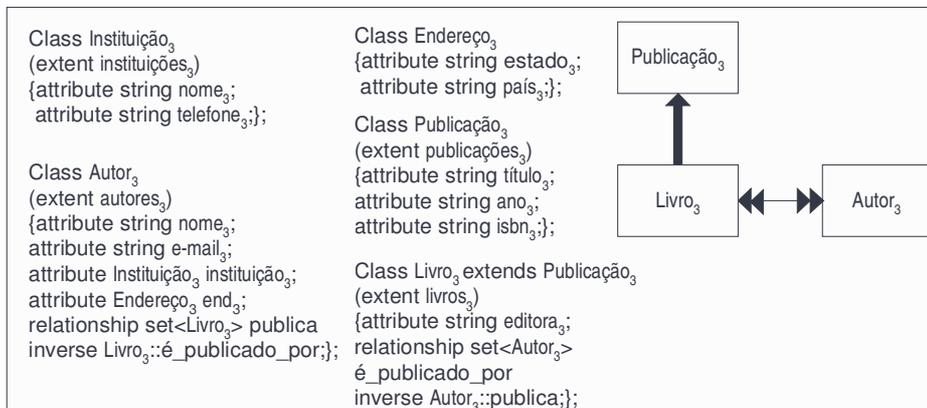 Class Instituição₃
(extent instituições₃)
{attribute string nome₃;
attribute string telefone₃;};
Class Autor₃
(extent autores₃)
{attribute string nome₃;
attribute string e-mail₃;
attribute Instituição₃ instituição₃;
attribute Endereço₃ end₃;
relationship set<Livro₃> publica
inverse Livro₃::é_publicado_por;};
Class Endereço₃
{attribute string estado₃;
attribute string país₃;};
Class Publicação₃
(extent publicações₃)
{attribute string título₃;
attribute string ano₃;
attribute string isbn₃;};
Class Livro₃ extends Publicação₃
(extent livros₃)
{attribute string editora₃;
relationship set<Autor₃>
é_publicado_por
inverse Autor₃::publica;};
Publicação₃
Livro₃
Autor₃